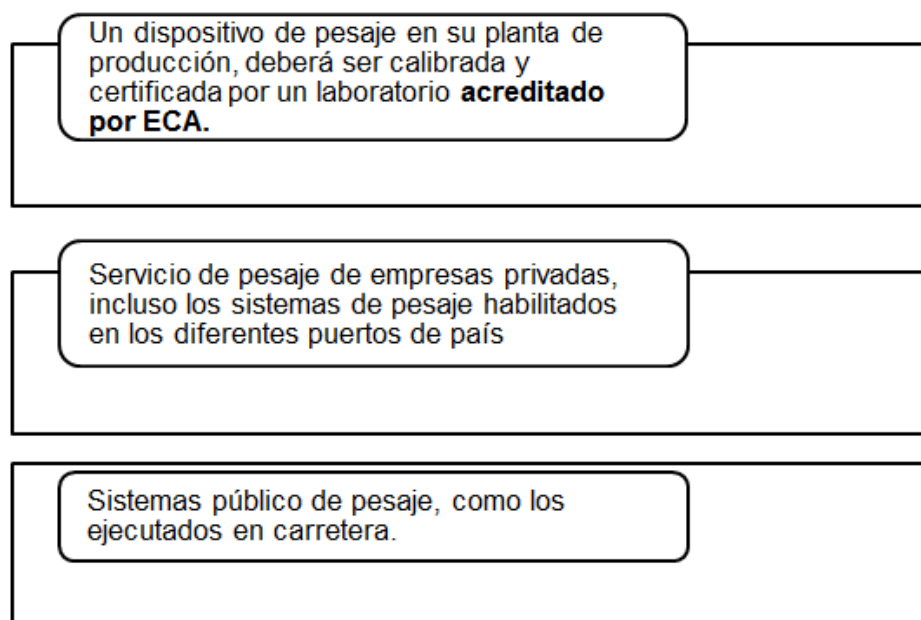 Un dispositivo de pesaje en su planta de
producción, deberá ser calibrada y
certificada por un laboratorio acreditado
por ECA.
Servicio de pesaje de empresas privadas,
incluso los sistemas de pesaje habilitados
en los diferentes puertos de país
Sistemas público de pesaje, como los
ejecutados en carretera.